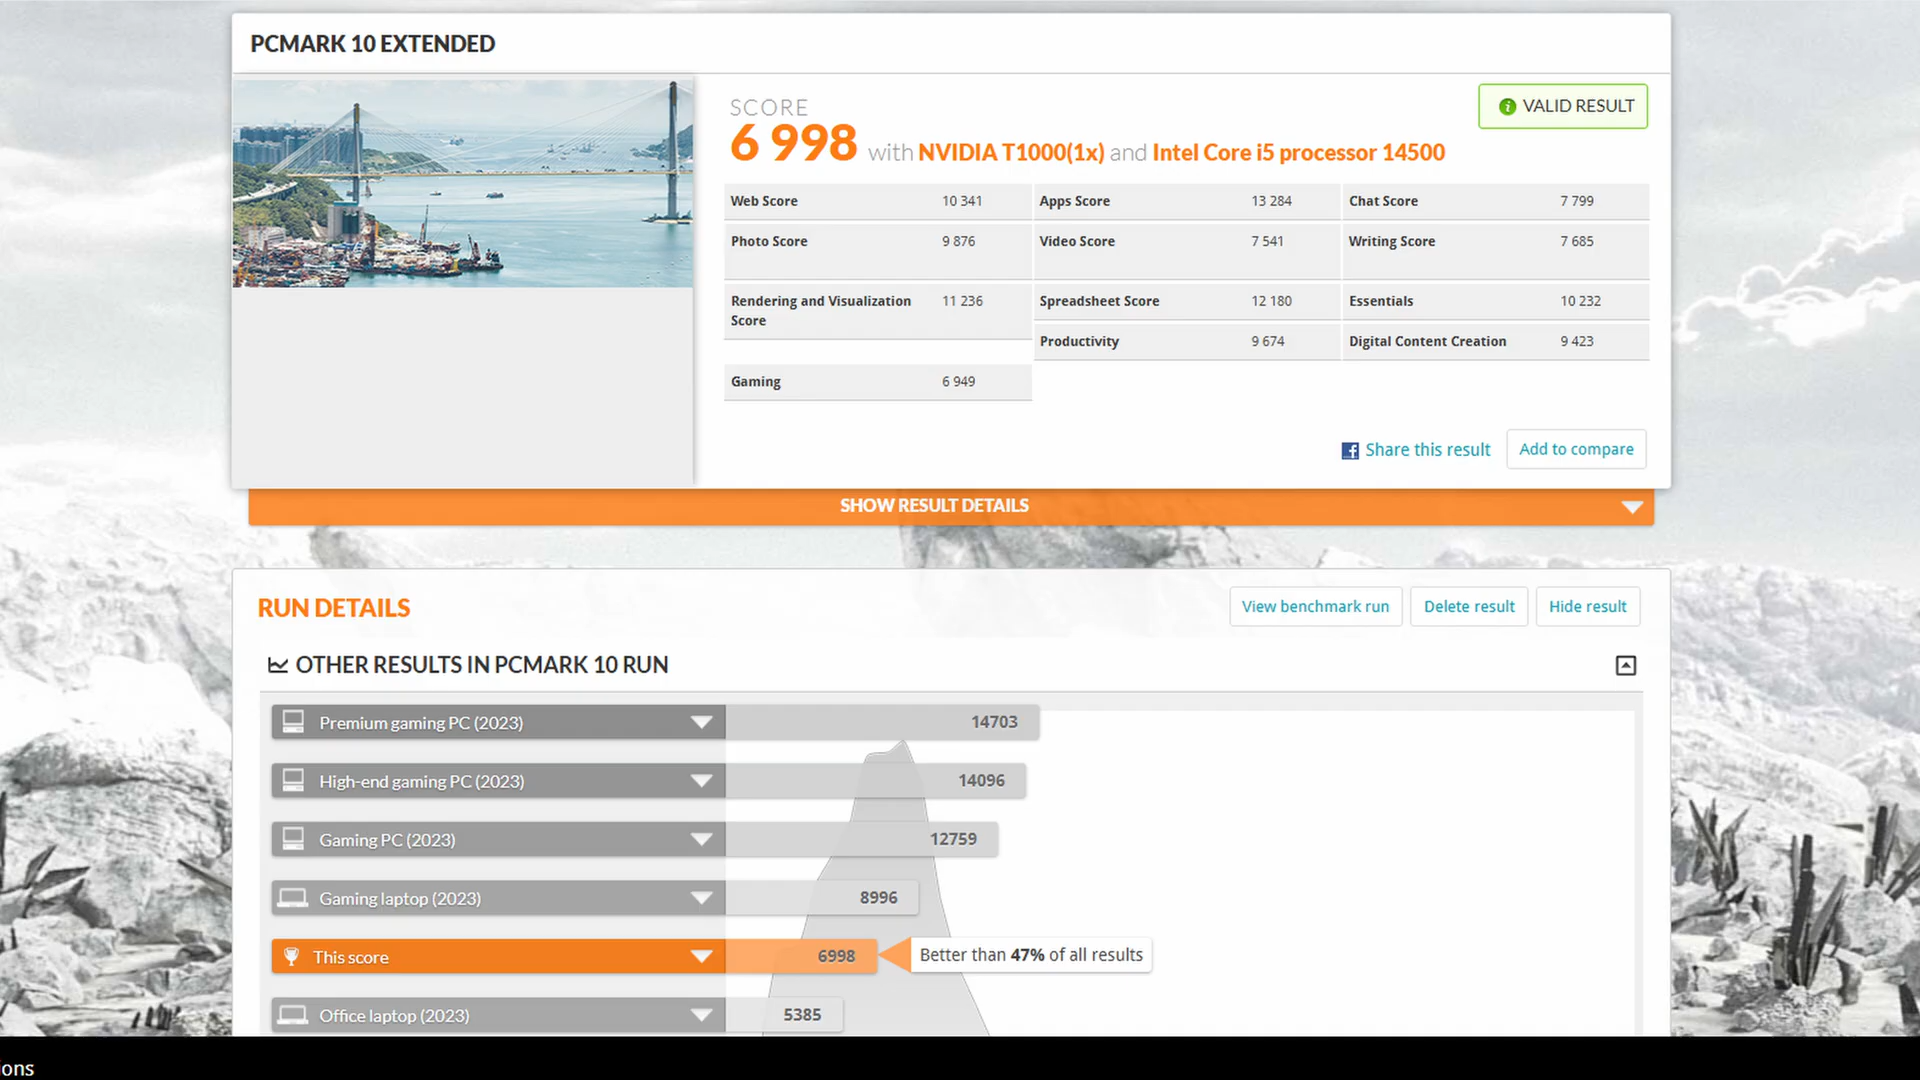 PCMARK 10 EXTENDED
SCORE
6 998 with NVIDIA T1000(1x) and Intel Core i5 processor 14500
VALID RESULT
Web Score 10 341 Apps Score 13 284 Chat Score 7 799
Photo Score 9 876 Video Score 7 541 Writing Score 7 685
Rendering and Visualization Score 11 236 Spreadsheet Score 12 180 Essentials 10 232
Productivity 9 674 Digital Content Creation 9 423
Gaming 6 949
Share this result Add to compare
SHOW RESULT DETAILS
RUN DETAILS
View benchmark run Delete result Hide result
OTHER RESULTS IN PCMARK 10 RUN
Premium gaming PC (2023) 14703
High-end gaming PC (2023) 14096
Gaming PC (2023) 12759
Gaming laptop (2023) 8996
This score 6998 Better than 47% of all results
Office laptop (2023) 5385
ions